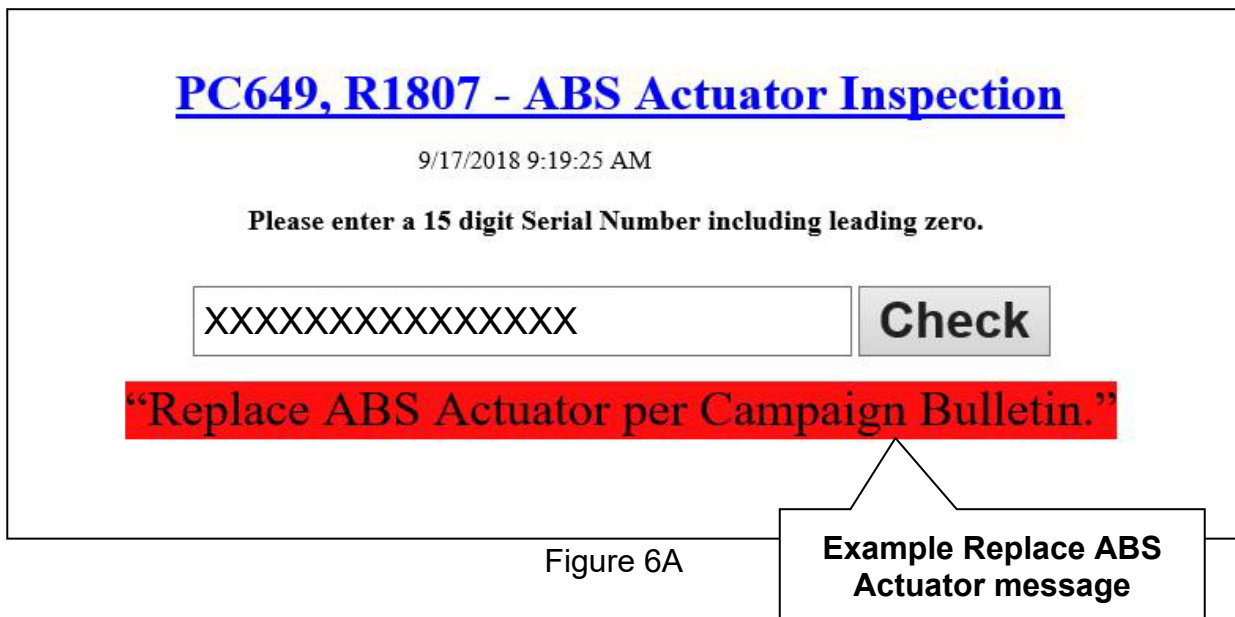 PC649, R1807 - ABS Actuator Inspection
9/17/2018 9:19:25 AM
Please enter a 15 digit Serial Number including leading zero.
XXXXXXXXXXXXXXX
Check
“Replace ABS Actuator per Campaign Bulletin.”
Figure 6A
Example Replace ABS
Actuator message